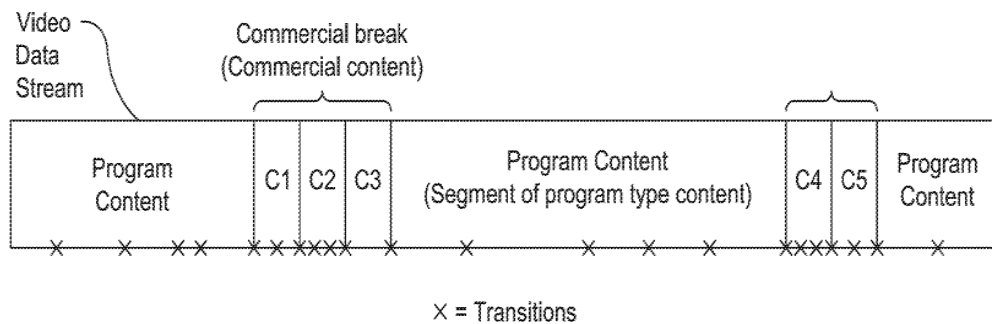 Video
Data
Stream
Commercial break
(Commercial content)
Program
Content
C1
C2
C3
Program Content
(Segment of program type content)
C4
C5
Program
Content
X = Transitions